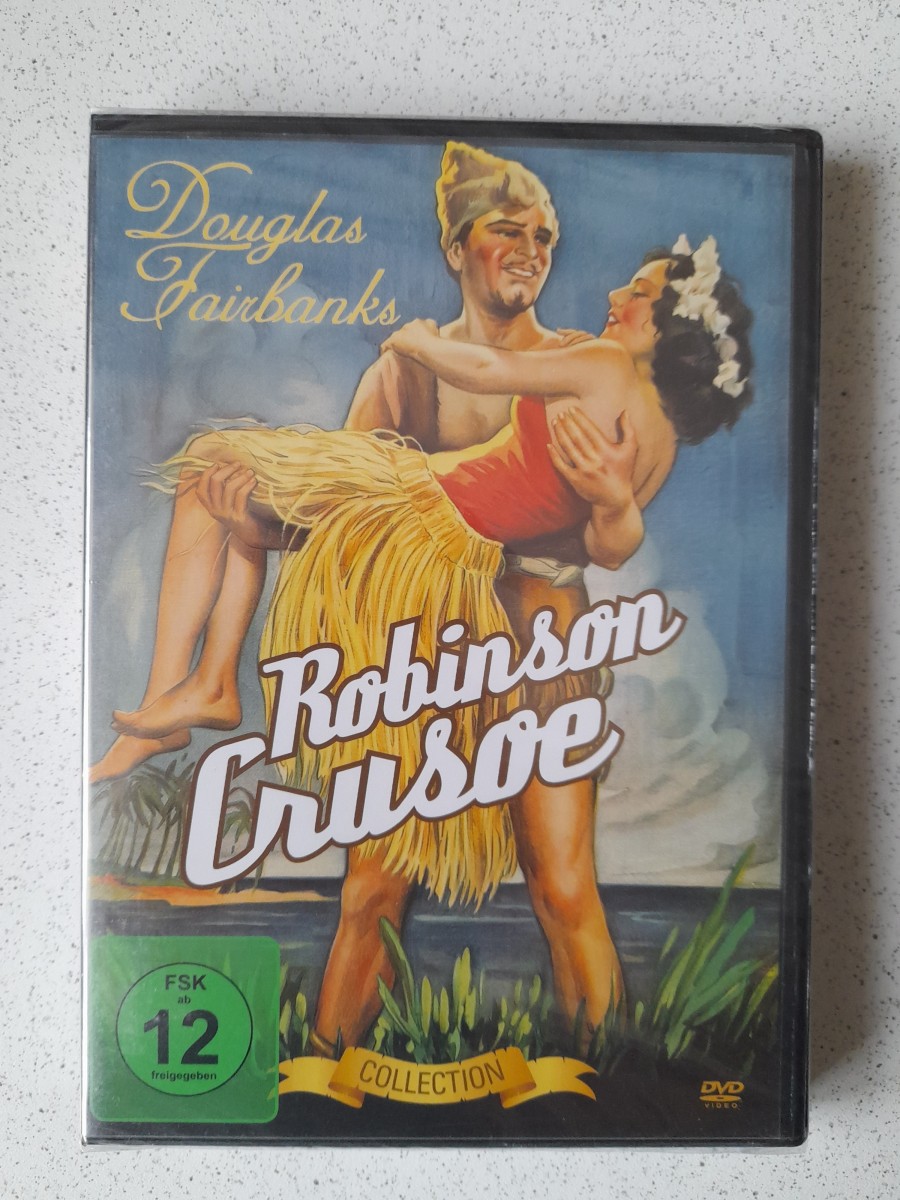 Douglas
Fairbanks
Robinson
Crusoe
FSK
ab
12
freigegeben
COLLECTION
DVD
VIDEO